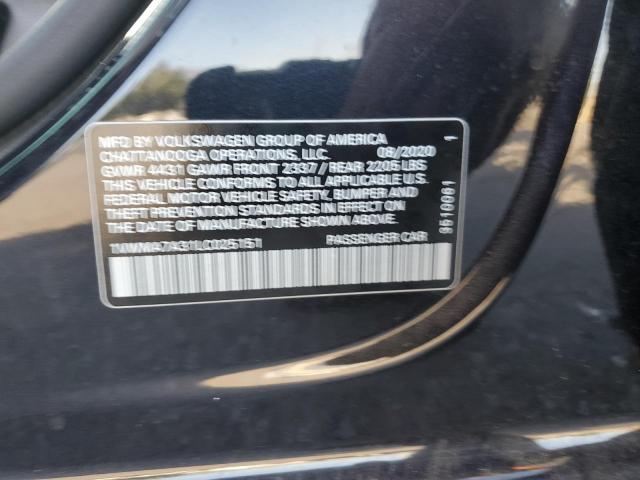 MFD BY VOLKSWAGEN GROUP OF AMERICA
CHATTANOOGA OPERATIONS, LLC. 08/2020
GVWR 4431 GAWR FRONT 2337 // REAR 2205 LBS
THIS VEHICLE CONFORMS TO ALL APPLICABLE U.S.
FEDERAL MOTOR VEHICLE SAFETY, BUMPER AND
THEFT PREVENTION STANDARDS IN EFFECT ON
THE DATE OF MANUFACTURE SHOWN ABOVE.
1VWMA7A31LC025151 PASSENGER CAR
1